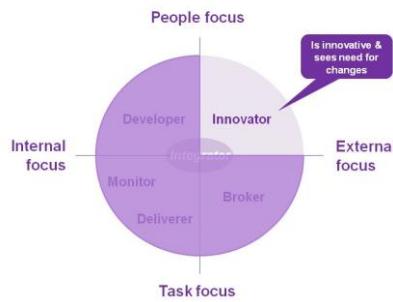 People focus
Is innovative &
sees need for
changes
Developer
Innovator
Internal
focus
Integrator
Externa
focus
Monitor
Broker
Deliverer
Task focus